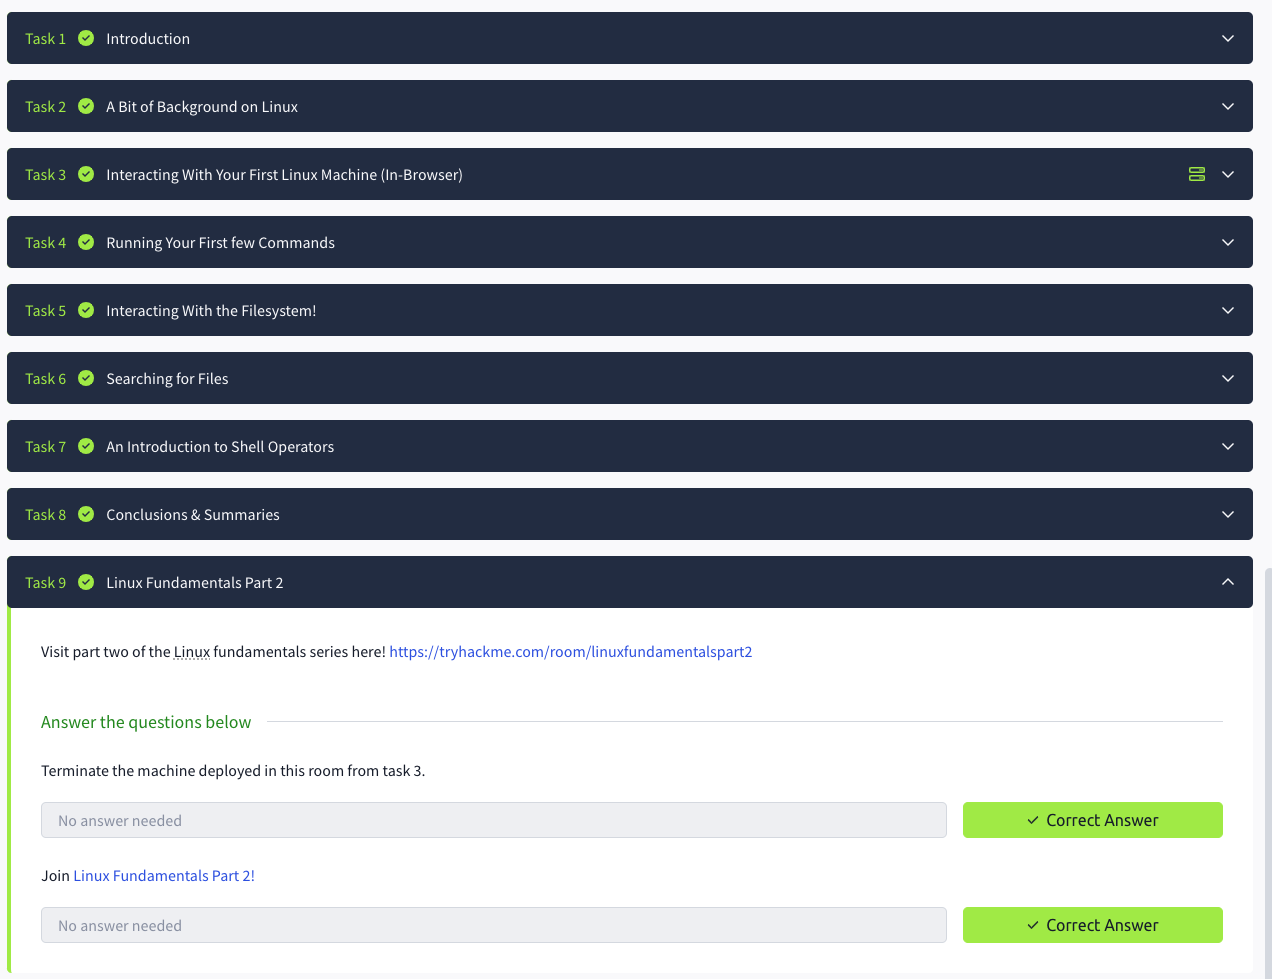 Task 1 Introduction
Task 2 A Bit of Background on Linux
Task 3 Interacting With Your First Linux Machine (In-Browser)
Task 4 Running Your First few Commands
Task 5 Interacting With the Filesystem!
Task 6 Searching for Files
Task 7 An Introduction to Shell Operators
Task 8 Conclusions & Summaries
Task 9 Linux Fundamentals Part 2
Visit part two of the Linux fundamentals series here! https://tryhackme.com/room/linuxfundamentalspart2
Answer the questions below
Terminate the machine deployed in this room from task 3.
No answer needed Correct Answer
Join Linux Fundamentals Part 2!
No answer needed Correct Answer